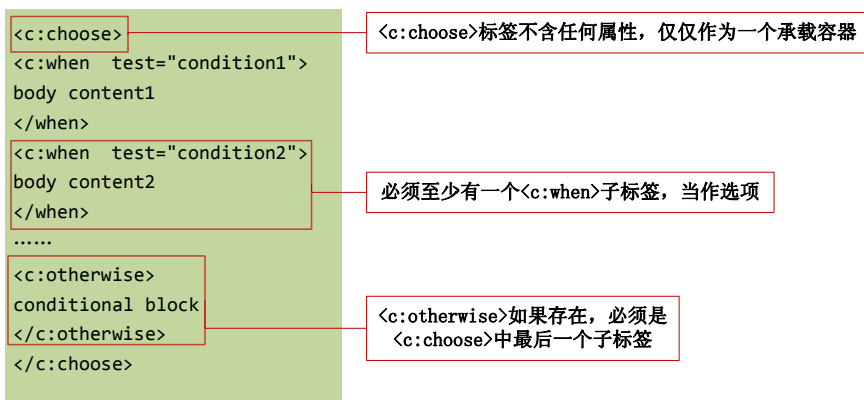 <c:choose>
<c:when  test="condition1">
body content1
</when>
<c:when  test="condition2">
body content2
</when>
……
<c:otherwise>
conditional block
</c:otherwise>
</c:choose>
<c:choose>标签不含任何属性，仅仅作为一个承载容器
必须至少有一个<c:when>子标签，当作选项
<c:otherwise>如果存在，必须是
<c:choose>中最后一个子标签